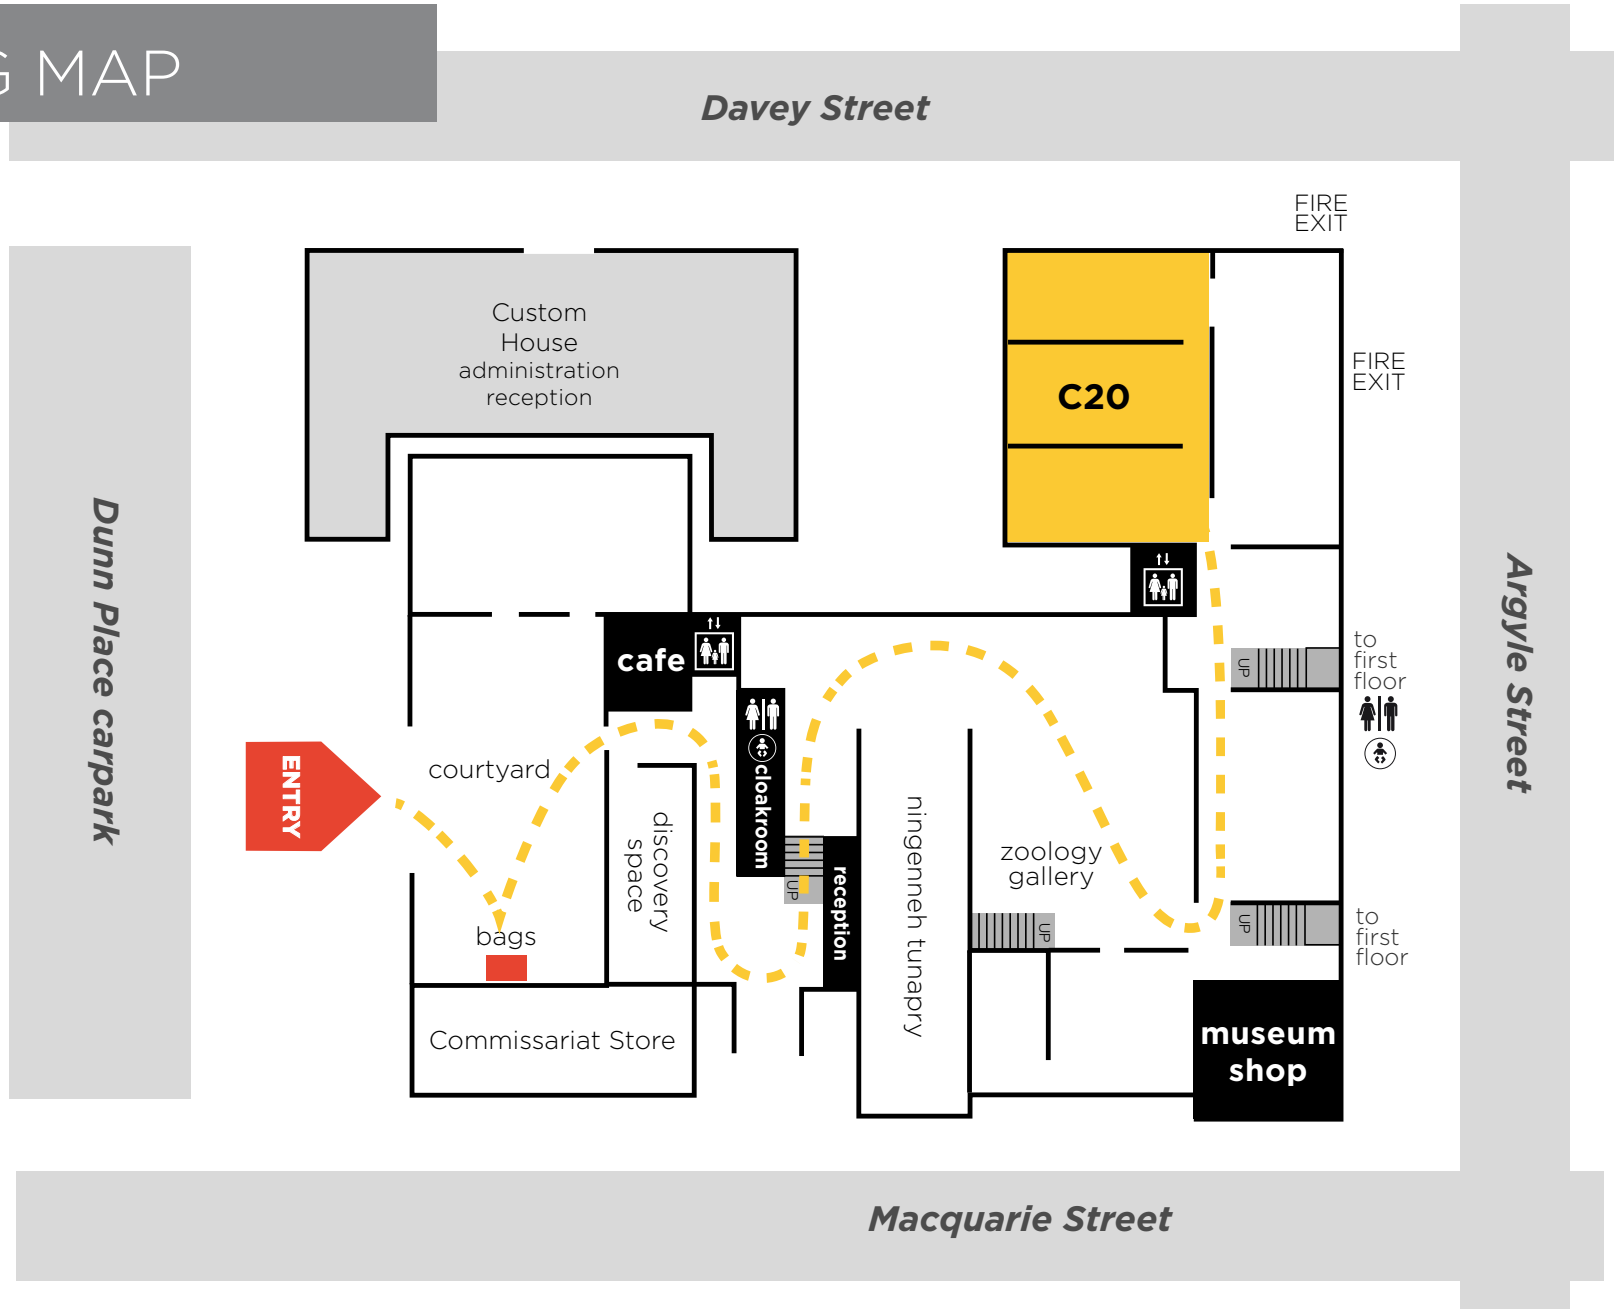 G MAP
Davey Street
FIRE
EXIT
Custom
House
administration
reception
C20
FIRE
EXIT
Dunn Place carpark
Argyle Street
cafe
UP
to
first
floor
ENTRY
courtyard
cloakroom
discovery
space
UP
reception
ningenneh tunapry
zoology
gallery
UP
UP
to
first
floor
bags
Commissariat Store
museum
shop
Macquarie Street